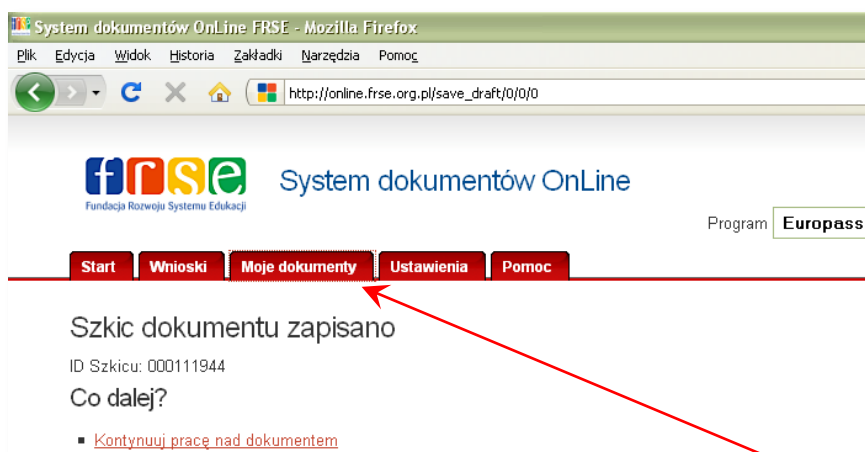 System dokumentów OnLine FRSE - Mozilla Firefox
Plik Edycja Widok Historia Zakładki Narzędzia Pomoc
http://online.frse.org.pl/save_draft/0/0/0
frse
Fundacja Rozwoju Systemu Edukacji
System dokumentów OnLine
Program Europass
Start Wnioski Moje dokumenty Ustawienia Pomoc
Szkic dokumentu zapisano
ID Szkicu: 000111944
Co dalej?
Kontynuuj pracę nad dokumentem